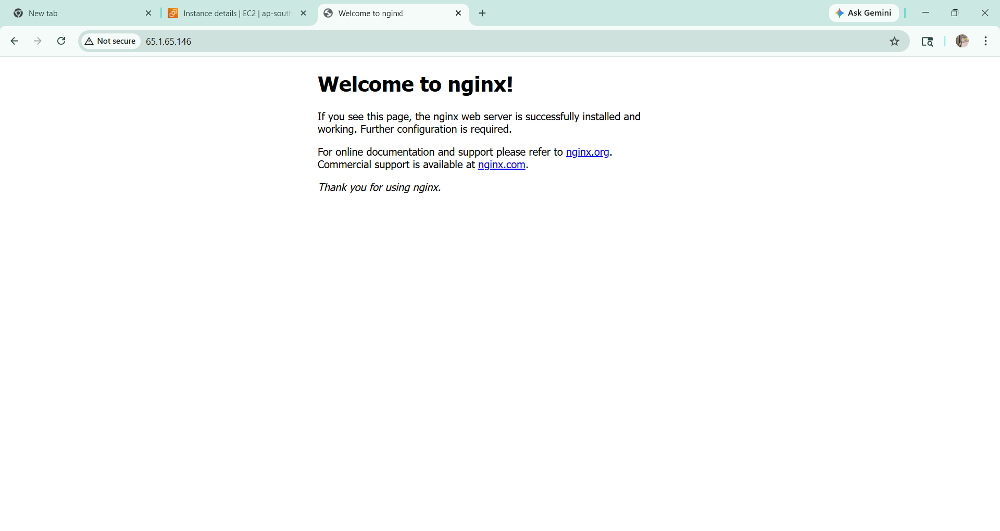 New tab
Instance details | EC2 | ap-south
Welcome to nginx!
Ask Gemini
Not secure
65.1.65.146
Welcome to nginx!
If you see this page, the nginx web server is successfully installed and
working. Further configuration is required.
For online documentation and support please refer to nginx.org.
Commercial support is available at nginx.com.
Thank you for using nginx.